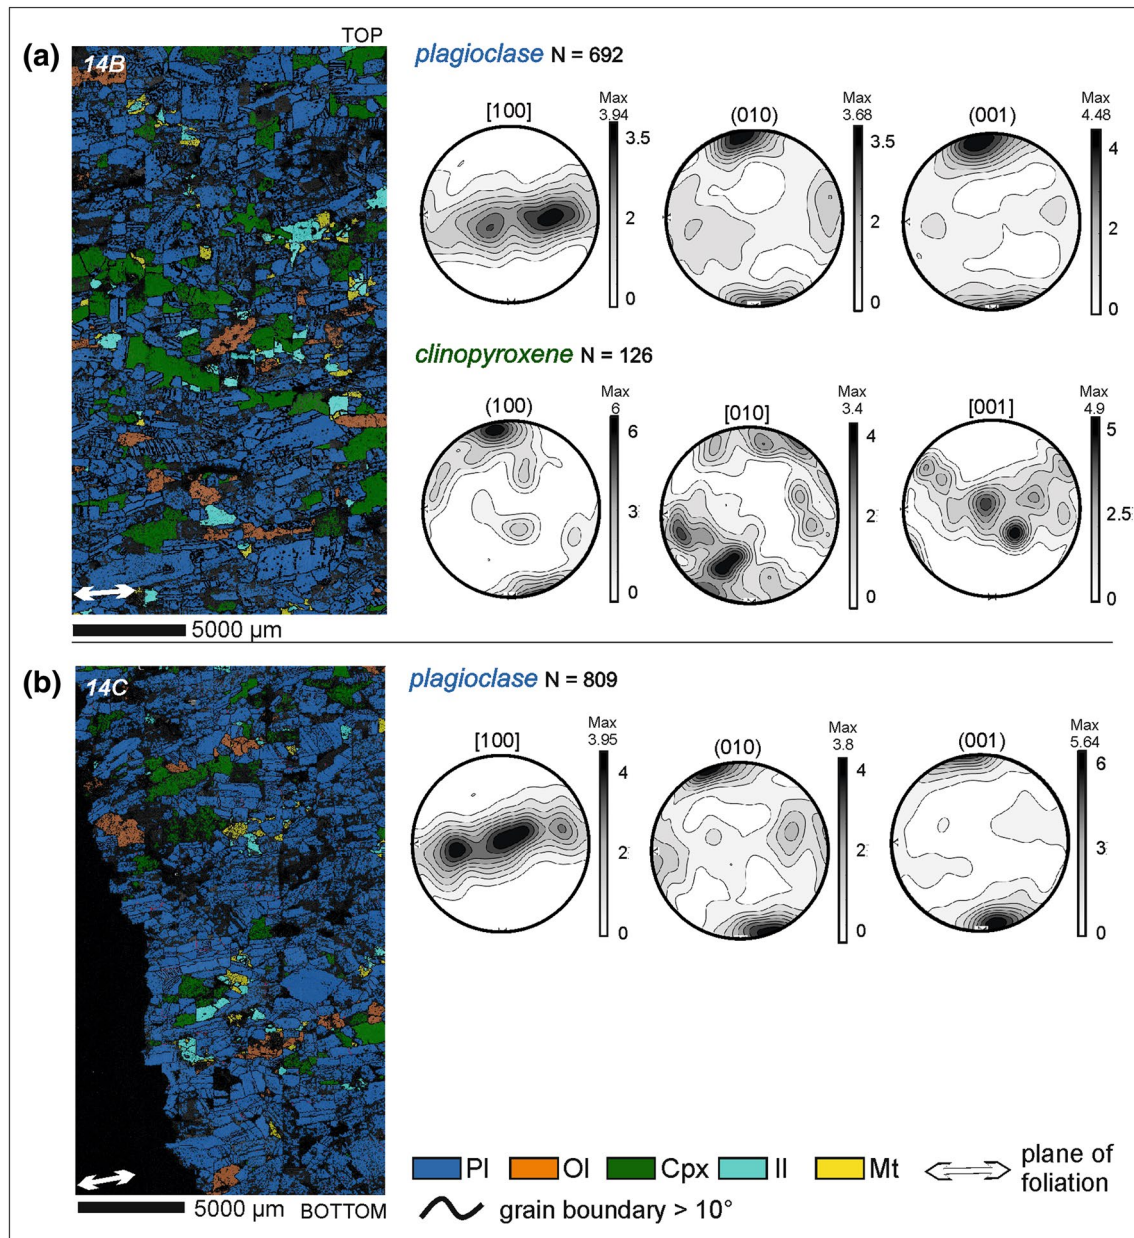 (a)
TOP
14B
plagioclase N = 692
[100]
Max
3.94
3.5
2
0
(010)
Max
3.68
3.5
2
0
(001)
Max
4.48
4
2
0
clinopyroxene N = 126
(100)
Max
6
6
3
0
[010]
Max
3.4
4
2
0
[001]
Max
4.9
5
2.5
0
5000 µm
(b)
14C
plagioclase N = 809
[100]
Max
3.95
4
2
0
(010)
Max
3.8
4
2
0
(001)
Max
5.64
6
3
0
Pl
Ol
Cpx
Il
Mt
plane of
foliation
grain boundary > 10°
5000 µm
BOTTOM